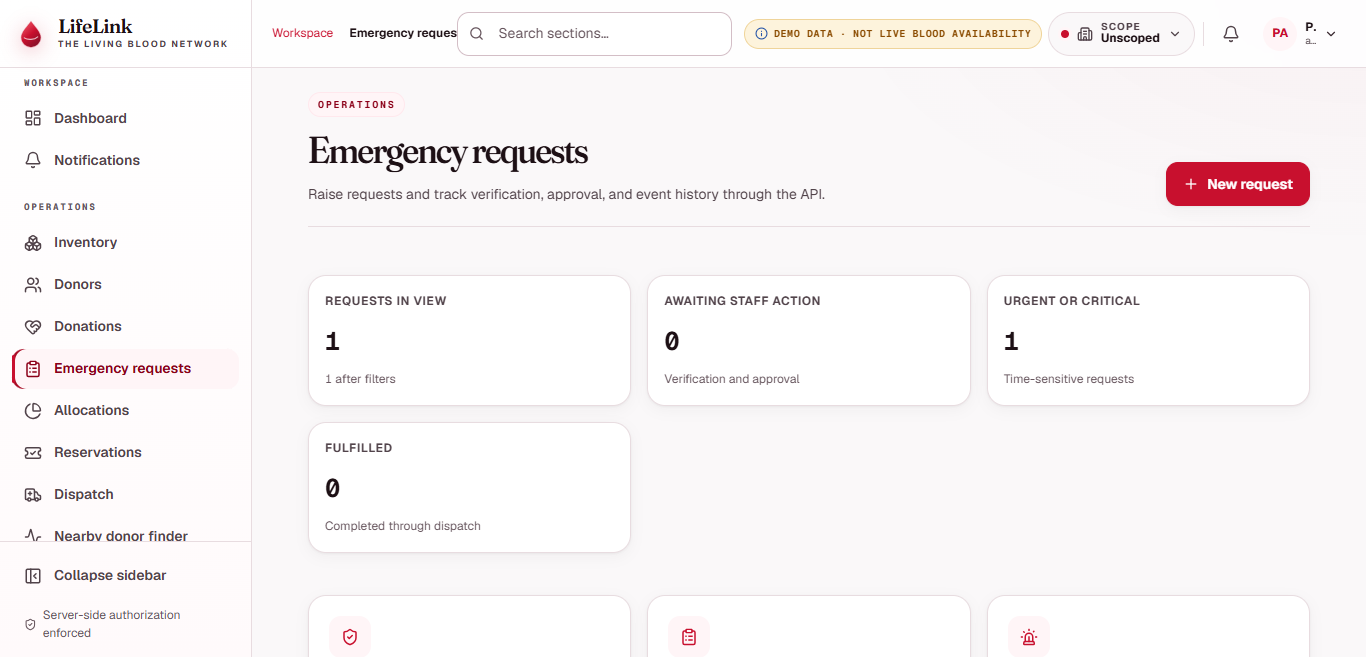 LifeLink
THE LIVING BLOOD NETWORK
Workspace
Emergency reques
Search sections...
DEMO DATA · NOT LIVE BLOOD AVAILABILITY
SCOPE
Unscoped
PA
P.
a...
WORKSPACE
Dashboard
Notifications
OPERATIONS
Inventory
Donors
Donations
Emergency requests
Allocations
Reservations
Dispatch
Nearby donor finder
Collapse sidebar
Server-side authorization
enforced
OPERATIONS
Emergency requests
Raise requests and track verification, approval, and event history through the API.
New request
REQUESTS IN VIEW
1
1 after filters
AWAITING STAFF ACTION
0
Verification and approval
URGENT OR CRITICAL
1
Time-sensitive requests
FULFILLED
0
Completed through dispatch